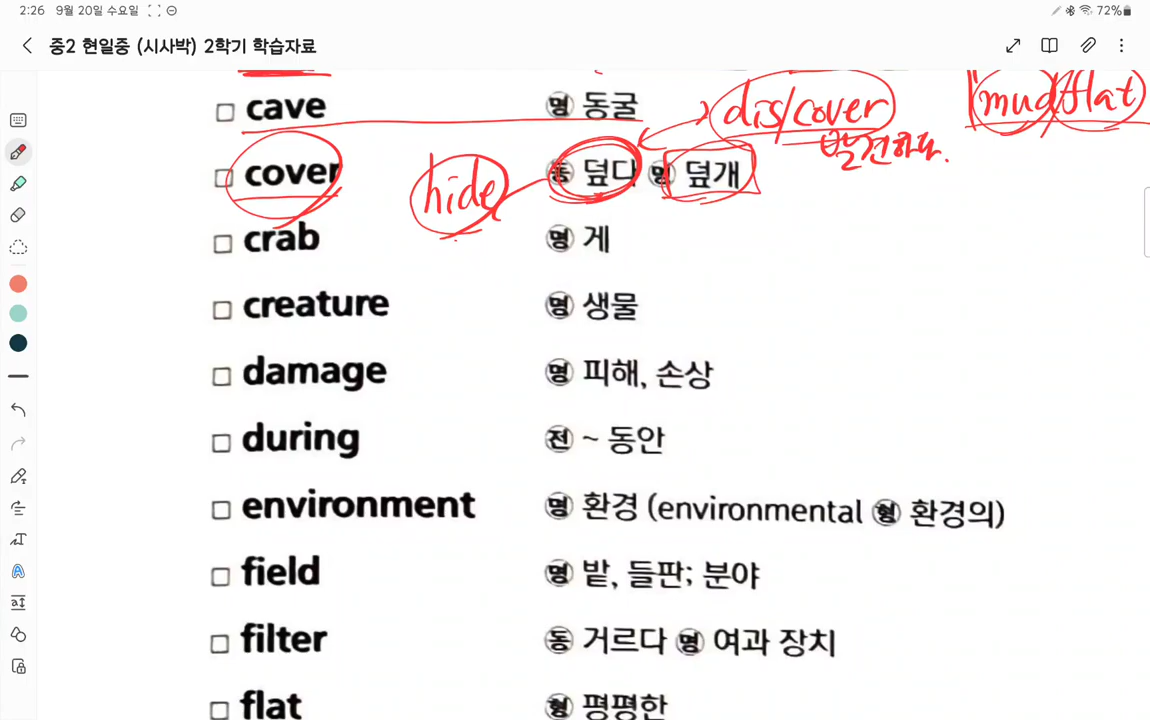 2:26 9월 20일 수요일 72%
중2 현일중 (시사박) 2학기 학습자료
mud/flat
□ cave 명 동굴 dis/cover
발견하다.
□ cover hide 동 덮다 명 덮개
□ crab 명 게
□ creature 명 생물
□ damage 명 피해, 손상
□ during 전 ~ 동안
□ environment 명 환경 (environmental 형 환경의)
□ field 명 밭, 들판; 분야
□ filter 동 거르다 명 여과 장치
□ flat 형 평평한